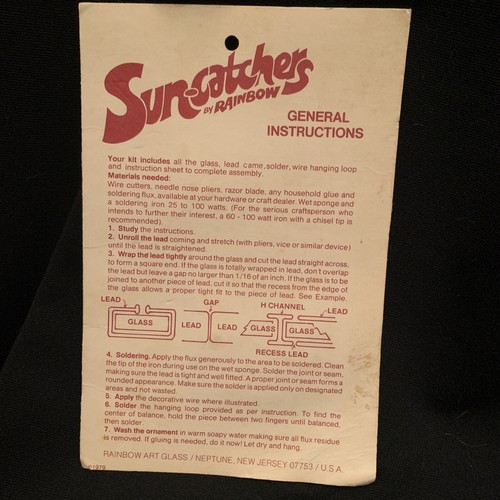 Sun-catchers
BY RAINBOW
GENERAL
INSTRUCTIONS
Your kit includes all the glass, lead came, solder, wire hanging loop
and instruction sheet to complete assembly.
Materials needed:
Wire cutters, needle nose pliers, razor blade, any household glue and
soldering flux, available at your hardware or craft dealer. Wet sponge and
a soldering iron 25 to 100 watts. (For the serious craftsperson who
intends to further their interest, a 60 - 100 watt iron with a chisel tip is
recommended).
1. Study the instructions.
2. Unroll the lead coming and stretch (with pliers, vice or similar device)
until the lead is straightened.
3. Wrap the lead tightly around the glass and cut the lead straight across.
to form a square end. If the glass is totally wrapped in lead, don't overlap
the lead but leave a gap no larger than 1/16 of an inch. If the glass is to be
joined to another piece of lead, cut it so that the recess from the edge of
the glass allows a proper tight fit to the piece of lead. See Example.
LEAD GAP H CHANNEL LEAD
GLASS LEAD LEAD GLASS GLASS
RECESS LEAD
4. Soldering. Apply the flux generously to the area to be soldered. Clean
the tip of the iron during use on the wet sponge. Solder the joint or seam,
making sure the lead is tight and well fitted. A proper joint or seam forms a
rounded appearance. Make sure the solder is applied only on designated
areas and not wasted.
5. Apply the decorative wire where illustrated.
6. Solder the hanging loop provided as per instruction. To find the
center of balance, hold the piece between two fingers until balanced,
then solder.
7. Wash the ornament in warm soapy water making sure all flux residue
is removed. If glueing is needed, do it now! Let dry and hang.
©1979
RAINBOW ART GLASS / NEPTUNE, NEW JERSEY 07753 / U.S.A.